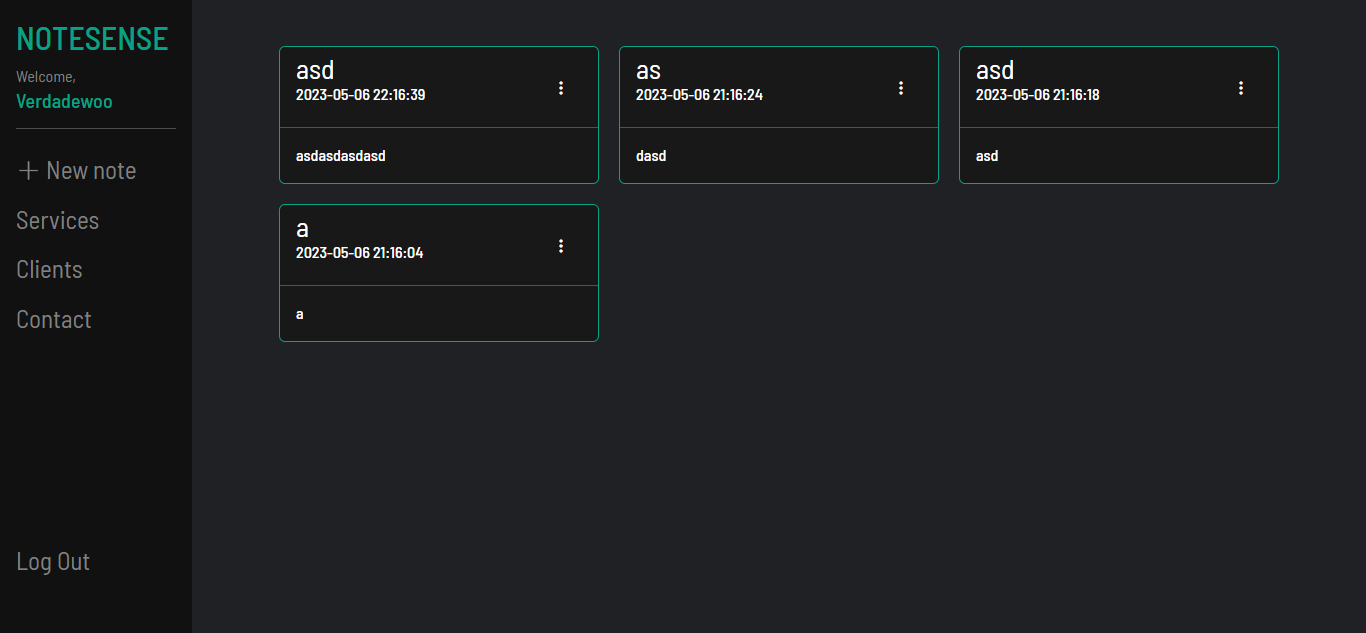 NOTESENSE
Welcome,
Verdadewoo
New note
Services
Clients
Contact
Log Out
asd
2023-05-06 22:16:39
asdasdasdasd
as
2023-05-06 21:16:24
dasd
asd
2023-05-06 21:16:18
asd
a
2023-05-06 21:16:04
a